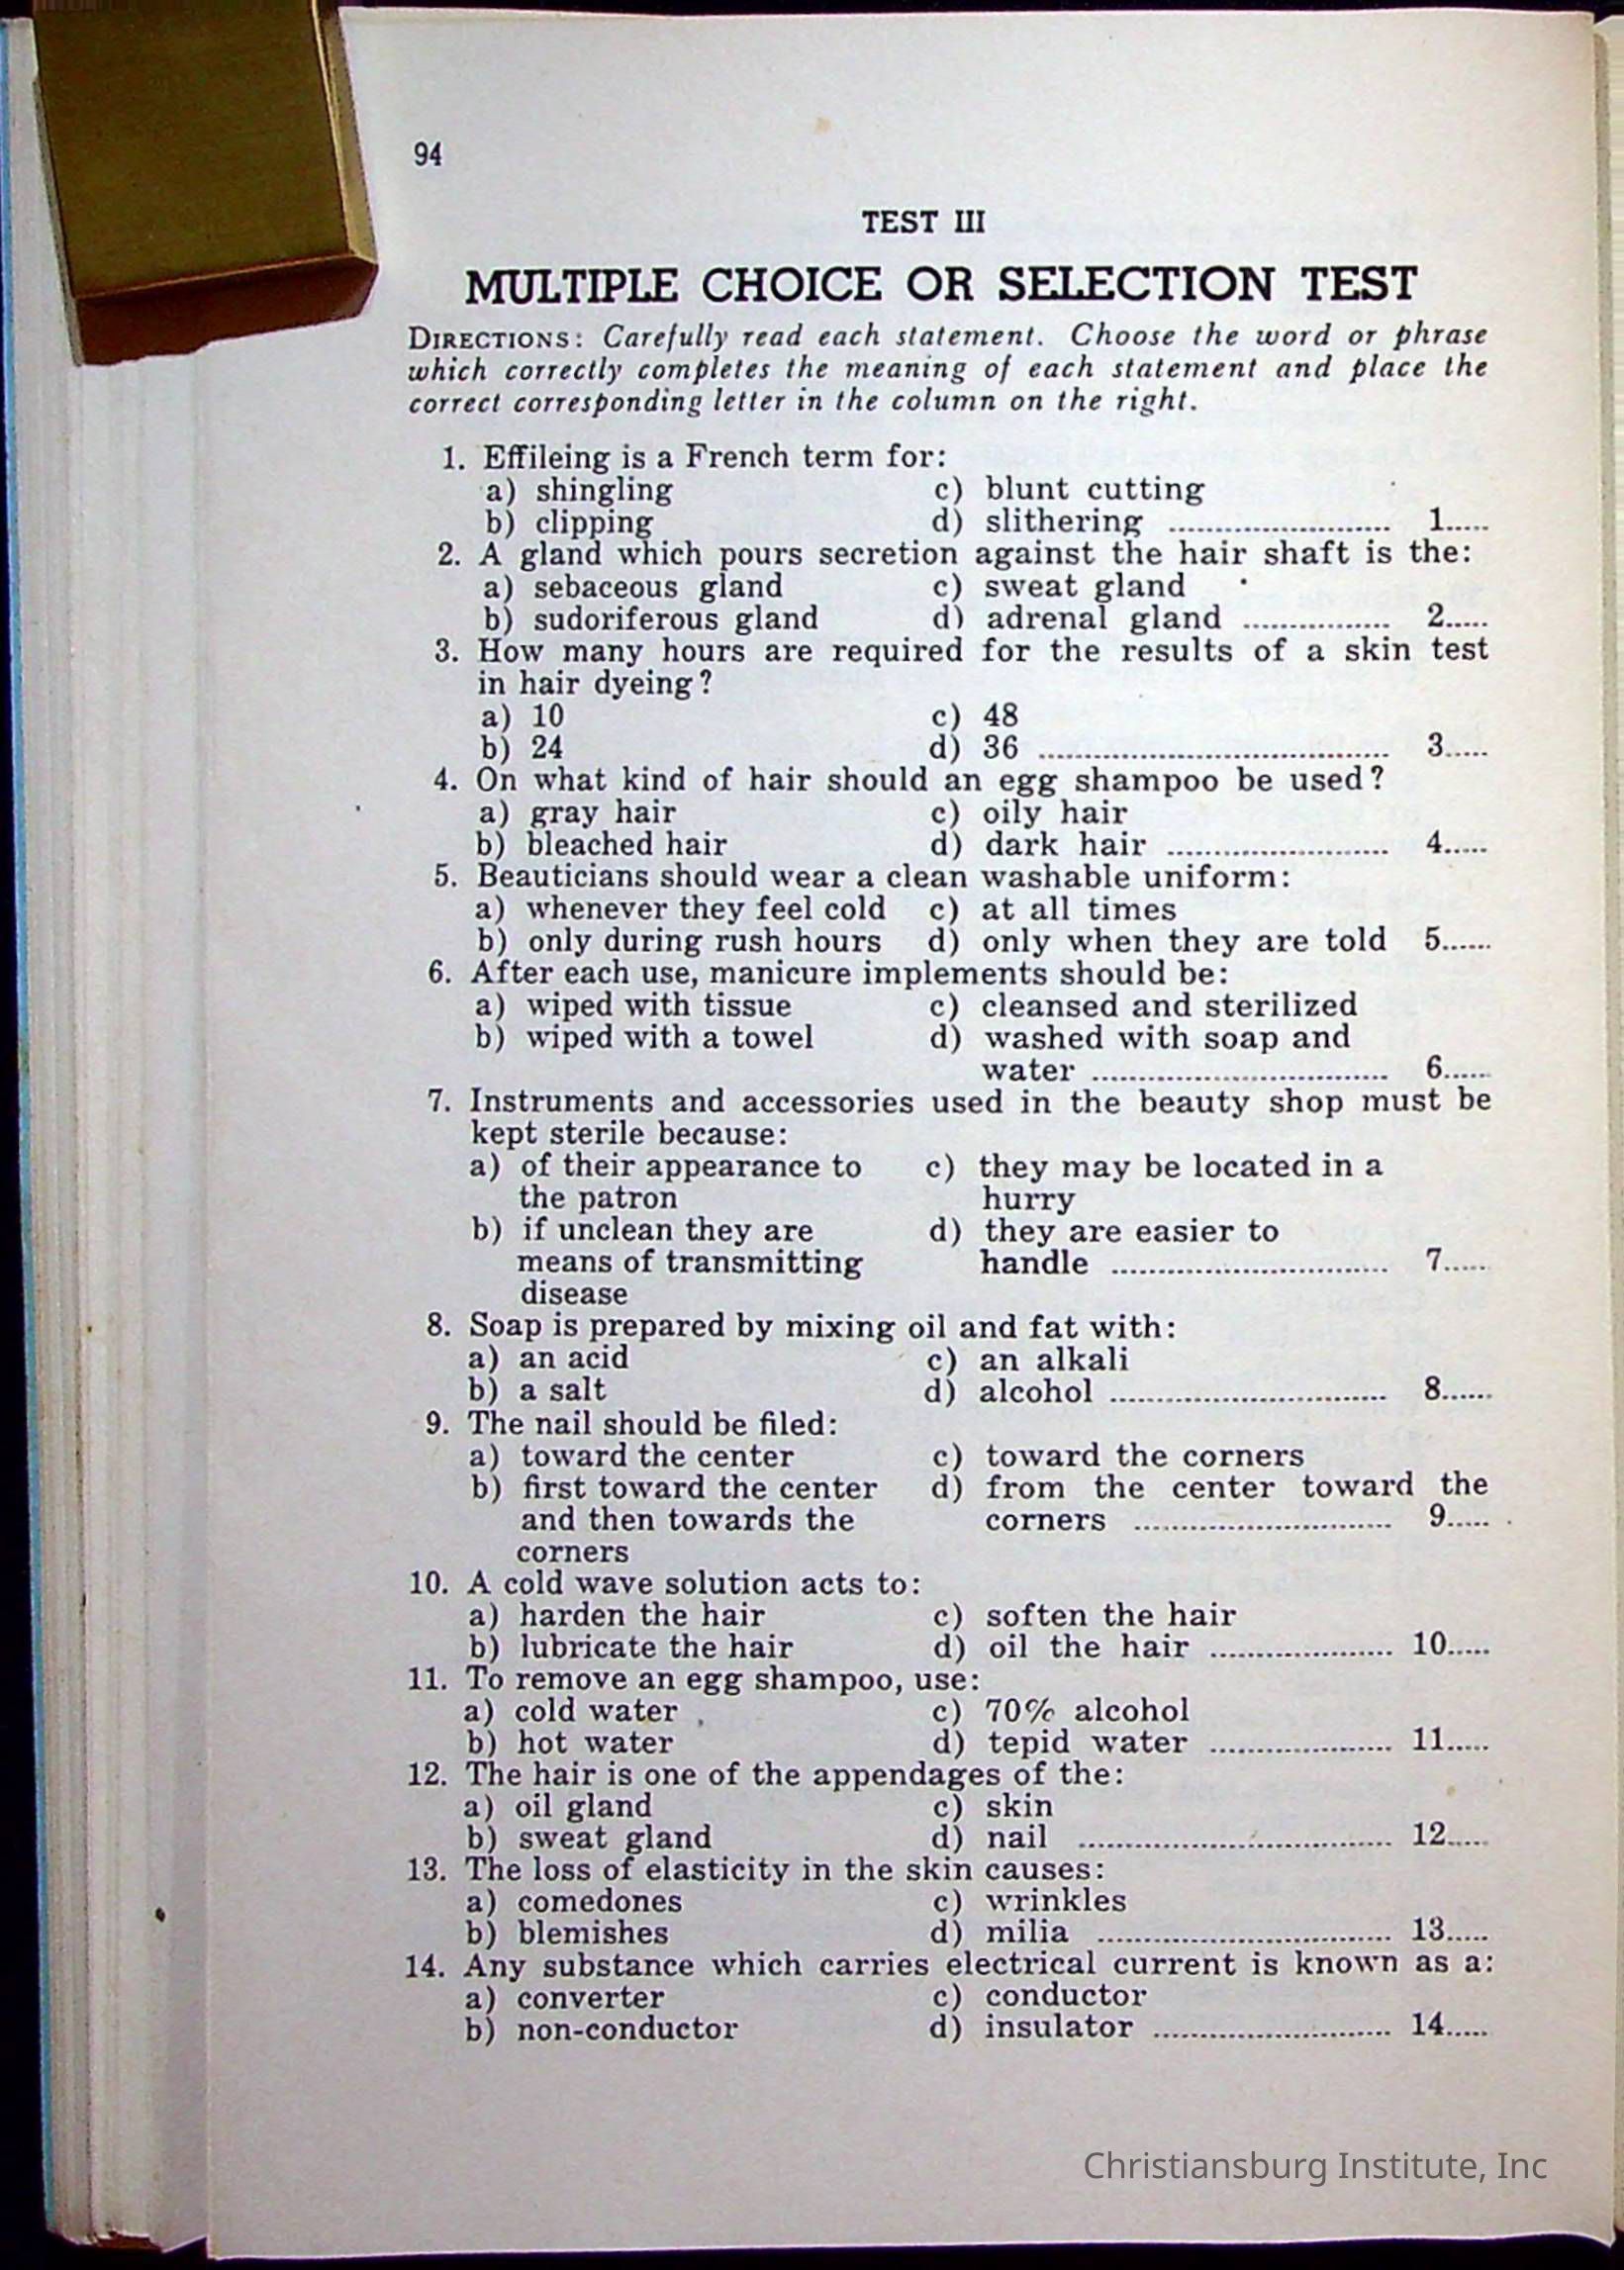 94
TEST III
MULTIPLE CHOICE OR SELECTION TEST
DIRECTIONS: Carefully read each statement. Choose the word or phrase
which correctly completes the meaning of each statement and place the
correct corresponding letter in the column on the right.
1. Effileing is a French term for:
a) shingling c) blunt cutting
b) clipping d) slithering ........................ 1.....
2. A gland which pours secretion against the hair shaft is the:
a) sebaceous gland c) sweat gland
b) sudoriferous gland d) adrenal gland ................ 2.....
3. How many hours are required for the results of a skin test
in hair dyeing?
a) 10 c) 48
b) 24 d) 36 ...................................... 3.....
4. On what kind of hair should an egg shampoo be used?
a) gray hair c) oily hair
b) bleached hair d) dark hair ........................ 4.....
5. Beauticians should wear a clean washable uniform:
a) whenever they feel cold c) at all times
b) only during rush hours d) only when they are told 5......
6. After each use, manicure implements should be:
a) wiped with tissue c) cleansed and sterilized
b) wiped with a towel d) washed with soap and
water ................................ 6......
7. Instruments and accessories used in the beauty shop must be
kept sterile because:
a) of their appearance to c) they may be located in a
the patron hurry
b) if unclean they are d) they are easier to
means of transmitting handle .............................. 7.....
disease
8. Soap is prepared by mixing oil and fat with:
a) an acid c) an alkali
b) a salt d) alcohol .............................. 8......
9. The nail should be filed:
a) toward the center c) toward the corners
b) first toward the center d) from the center toward the
and then towards the corners ............................ 9.....
corners
10. A cold wave solution acts to:
a) harden the hair c) soften the hair
b) lubricate the hair d) oil the hair .................... 10.....
11. To remove an egg shampoo, use:
a) cold water c) 70% alcohol
b) hot water d) tepid water .................... 11.....
12. The hair is one of the appendages of the:
a) oil gland c) skin
b) sweat gland d) nail .................................. 12.....
13. The loss of elasticity in the skin causes:
a) comedones c) wrinkles
b) blemishes d) milia ................................ 13.....
14. Any substance which carries electrical current is known as a:
a) converter c) conductor
b) non-conductor d) insulator .......................... 14.....
Christiansburg Institute, Inc